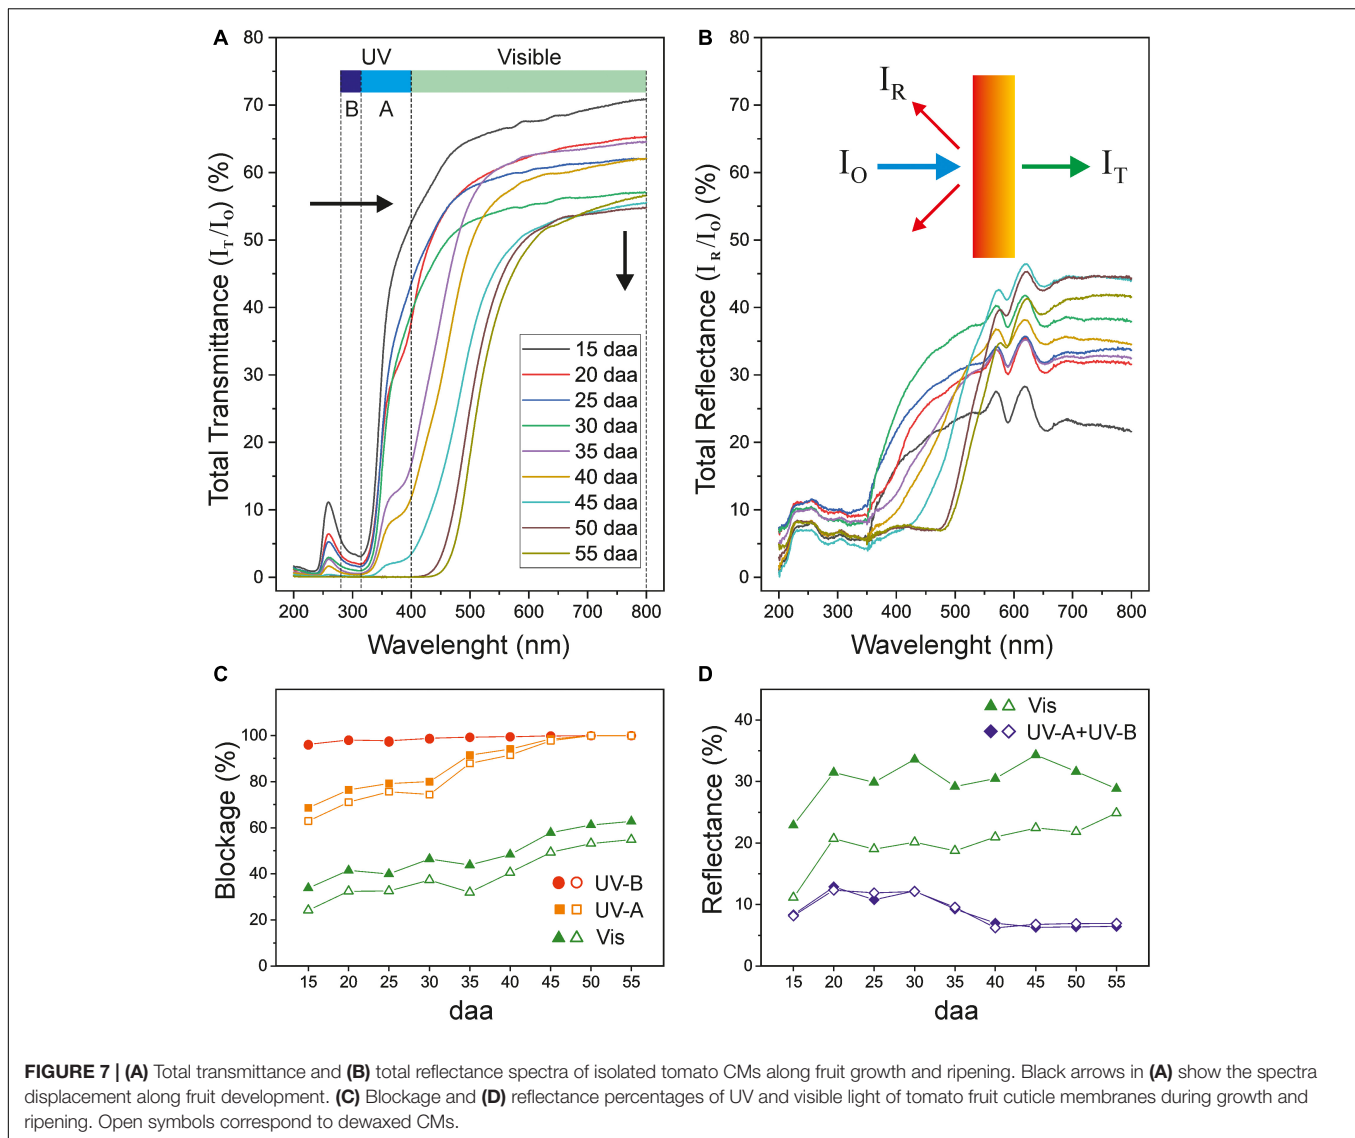 A
UV
Visible
B
A
Total Transmittance (I_T/I_O) (%)
80
70
60
50
40
30
20
10
0
15 daa
20 daa
25 daa
30 daa
35 daa
40 daa
45 daa
50 daa
55 daa
200 300 400 500 600 700 800
Wavelenght (nm)
B
I_R
I_O
I_T
Total Reflectance (I_R/I_O) (%)
80
70
60
50
40
30
20
10
0
200 300 400 500 600 700 800
Wavelenght (nm)
C
Blockage (%)
100
80
60
40
20
0
UV-B
UV-A
Vis
15 20 25 30 35 40 45 50 55
daa
D
Reflectance (%)
40
30
20
10
0
Vis
UV-A+UV-B
15 20 25 30 35 40 45 50 55
daa
FIGURE 7 | (A) Total transmittance and (B) total reflectance spectra of isolated tomato CMs along fruit growth and ripening. Black arrows in (A) show the spectra
displacement along fruit development. (C) Blockage and (D) reflectance percentages of UV and visible light of tomato fruit cuticle membranes during growth and
ripening. Open symbols correspond to dewaxed CMs.